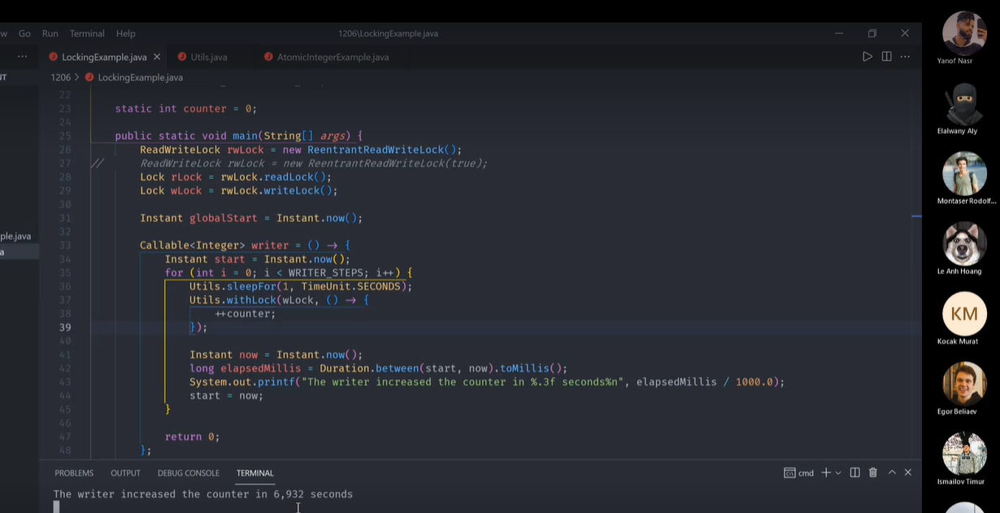 w Go Run Terminal Help
1206\LockingExample.java
··· LockingExample.java × Utils.java AtomicIntegerExample.java
NT
1206 > LockingExample.java
22
23 static int counter = 0;
24
25 public static void main(String[] args) {
26 ReadWriteLock rwLock = new ReentrantReadWriteLock();
27 // ReadWriteLock rwLock = new ReentrantReadWriteLock(true);
28 Lock rLock = rwLock.readLock();
29 Lock wLock = rwLock.writeLock();
30
31 Instant globalStart = Instant.now();
32
33 Callable<Integer> writer = () → {
34 Instant start = Instant.now();
35 for (int i = 0; i < WRITER_STEPS; i++) {
36 Utils.sleepFor(1, TimeUnit.SECONDS);
37 Utils.withLock(wLock, () → {
38 ++counter;
39 });
40
41 Instant now = Instant.now();
42 long elapsedMillis = Duration.between(start, now).toMillis();
43 System.out.printf("The writer increased the counter in %.3f seconds%n", elapsedMillis / 1000.0);
44 start = now;
45 }
46
47 return 0;
48 };
ple.java
a
PROBLEMS OUTPUT DEBUG CONSOLE TERMINAL
cmd
The writer increased the counter in 6,932 seconds
Yanof Nasr
Elalwany Aly
Montaser Rodolf...
Le Anh Hoang
KM
Kocak Murat
Egor Beliaev
Ismailov Timur